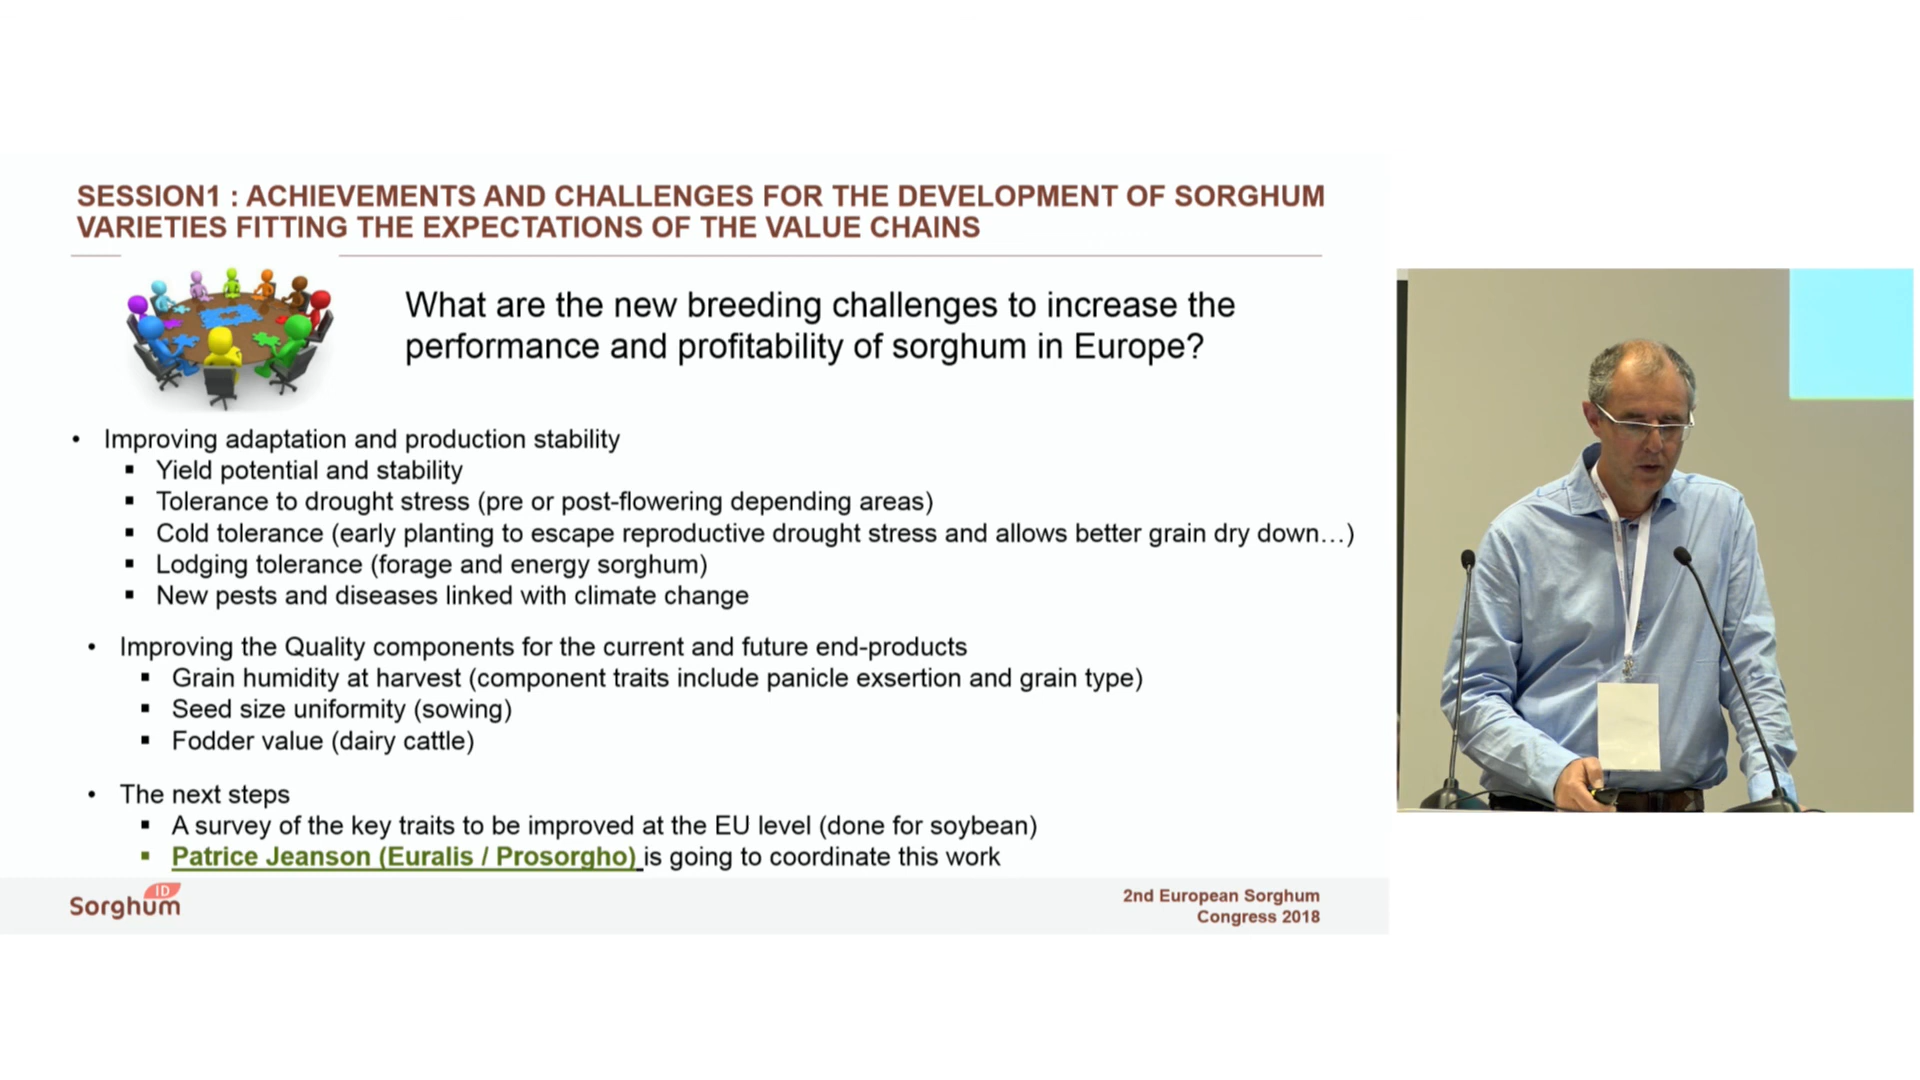 SESSION1 : ACHIEVEMENTS AND CHALLENGES FOR THE DEVELOPMENT OF SORGHUM
VARIETIES FITTING THE EXPECTATIONS OF THE VALUE CHAINS
What are the new breeding challenges to increase the
performance and profitability of sorghum in Europe?
• Improving adaptation and production stability
▪ Yield potential and stability
▪ Tolerance to drought stress (pre or post-flowering depending areas)
▪ Cold tolerance (early planting to escape reproductive drought stress and allows better grain dry down…)
▪ Lodging tolerance (forage and energy sorghum)
▪ New pests and diseases linked with climate change
• Improving the Quality components for the current and future end-products
▪ Grain humidity at harvest (component traits include panicle exsertion and grain type)
▪ Seed size uniformity (sowing)
▪ Fodder value (dairy cattle)
• The next steps
▪ A survey of the key traits to be improved at the EU level (done for soybean)
▪ Patrice Jeanson (Euralis / Prosorgho) is going to coordinate this work
Sorghum ID
2nd European Sorghum
Congress 2018